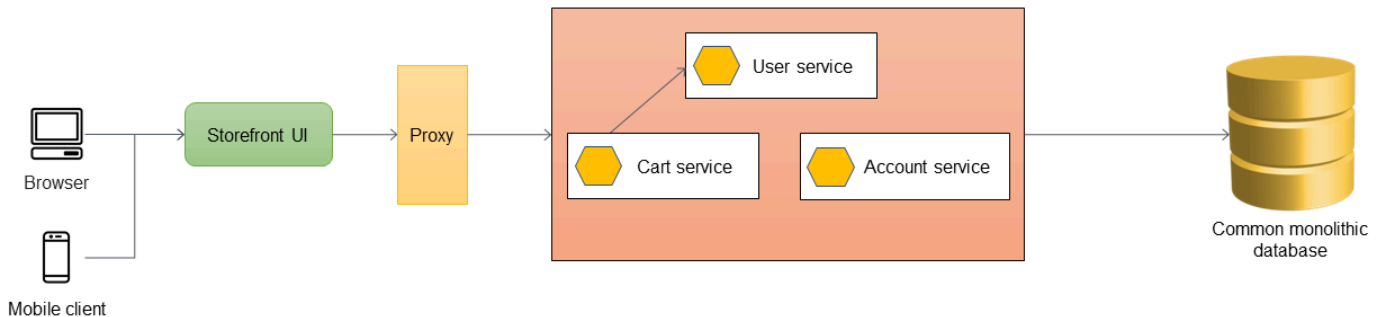 Browser
Mobile client
Storefront UI
Proxy
User service
Cart service
Account service
Common monolithic
database